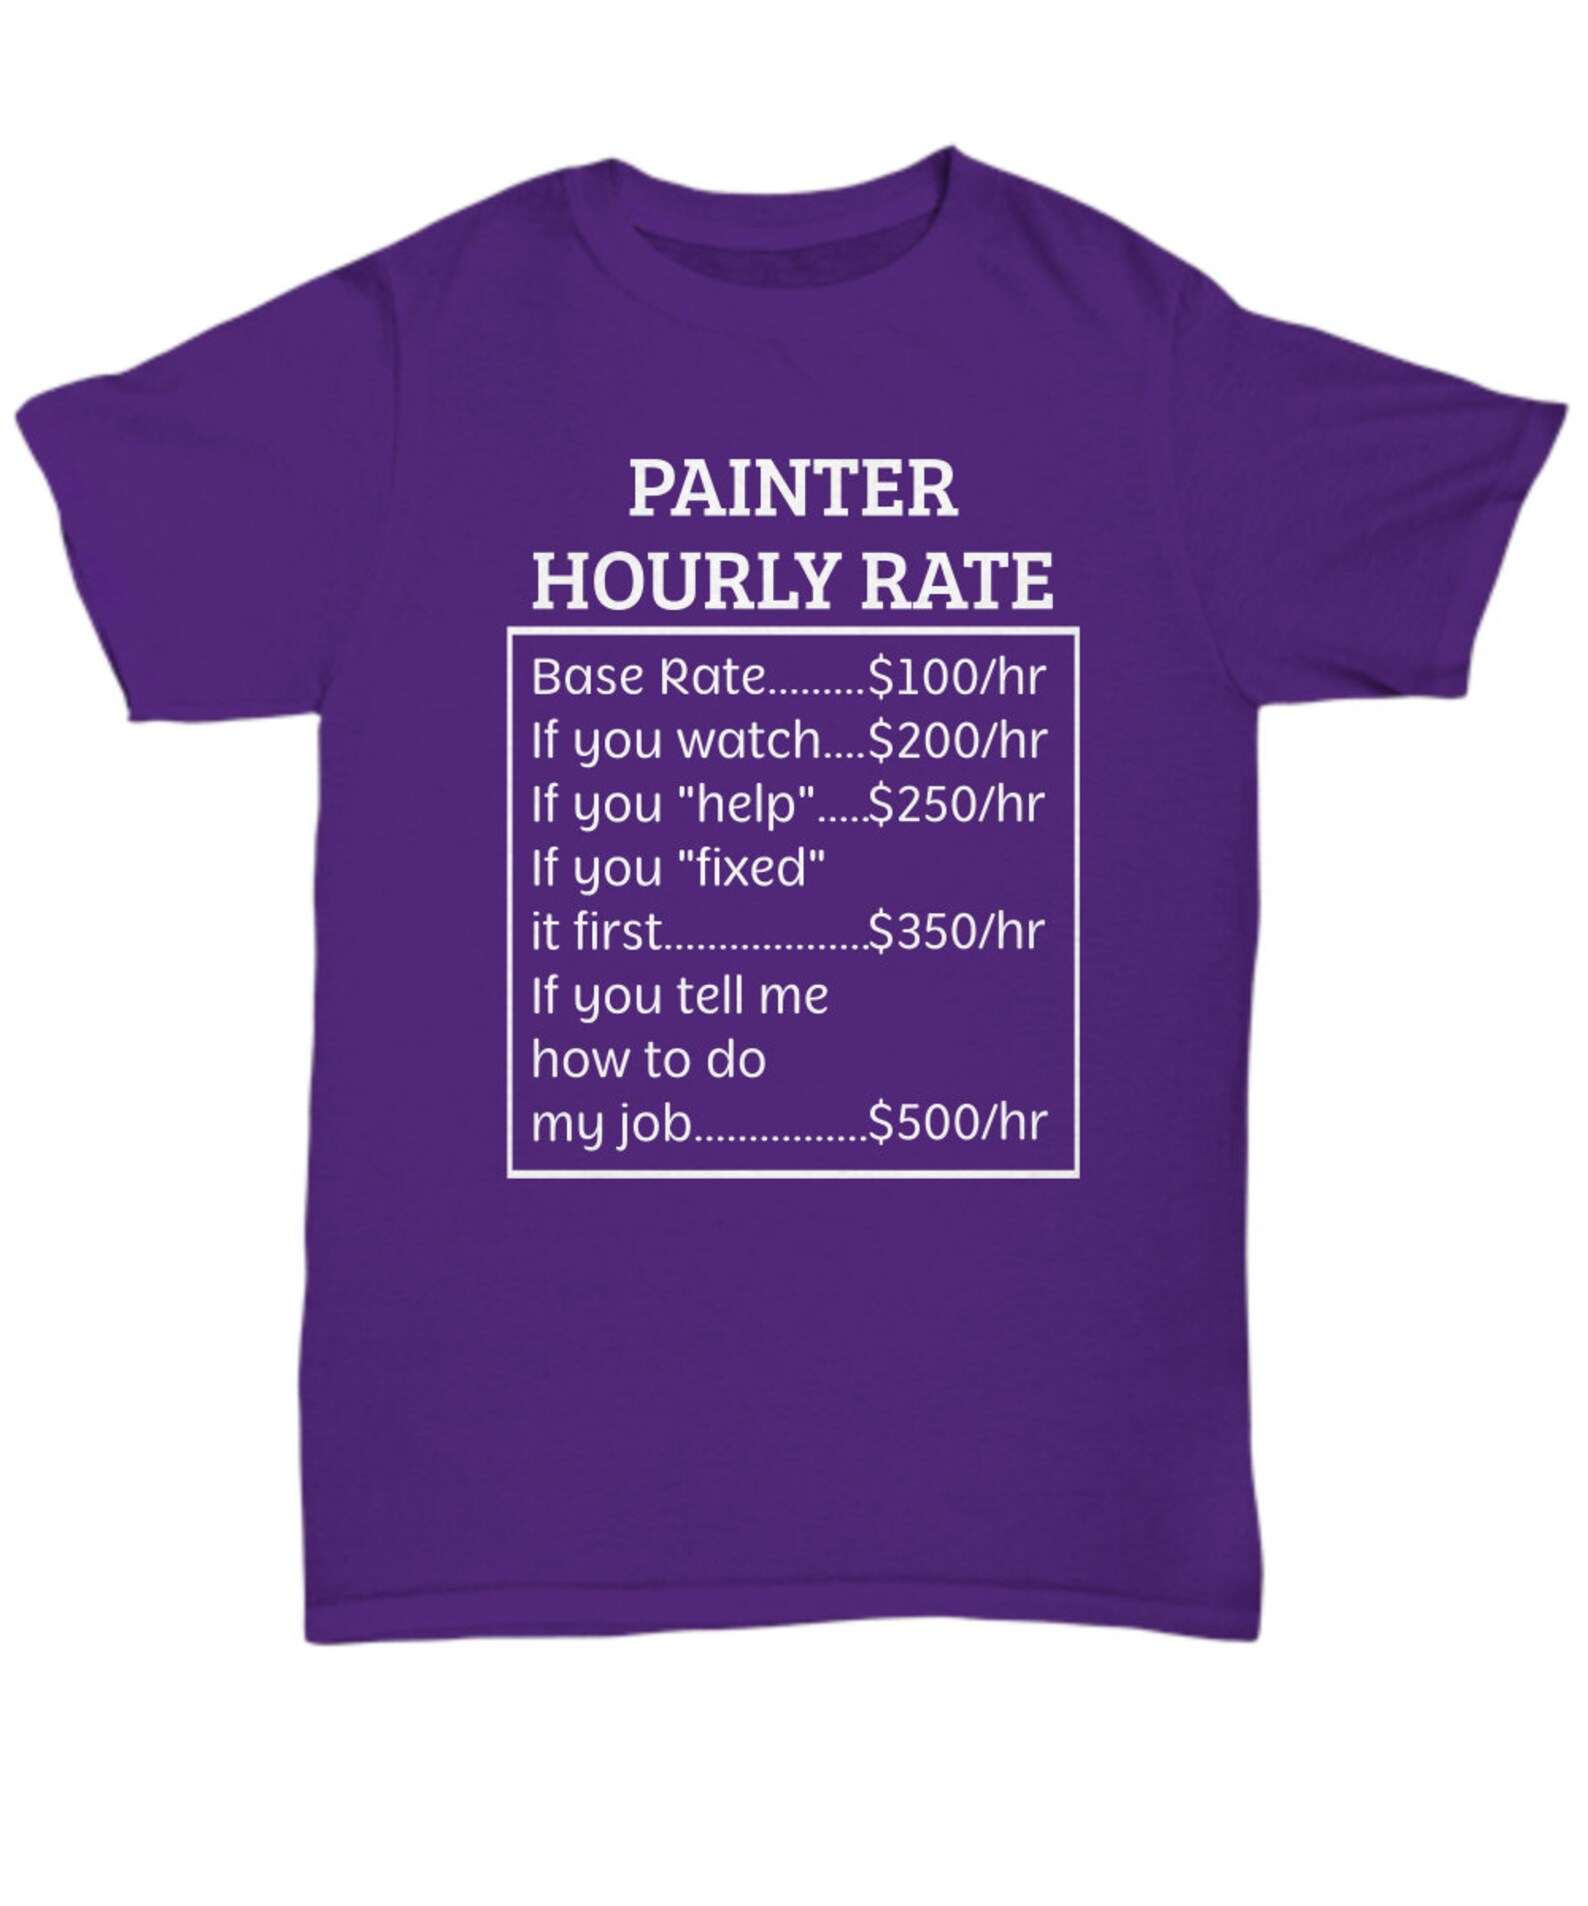 PAINTER
HOURLY RATE
Base Rate.........$100/hr
If you watch....$200/hr
If you "help".....$250/hr
If you "fixed"
it first...................$350/hr
If you tell me
how to do
my job................$500/hr